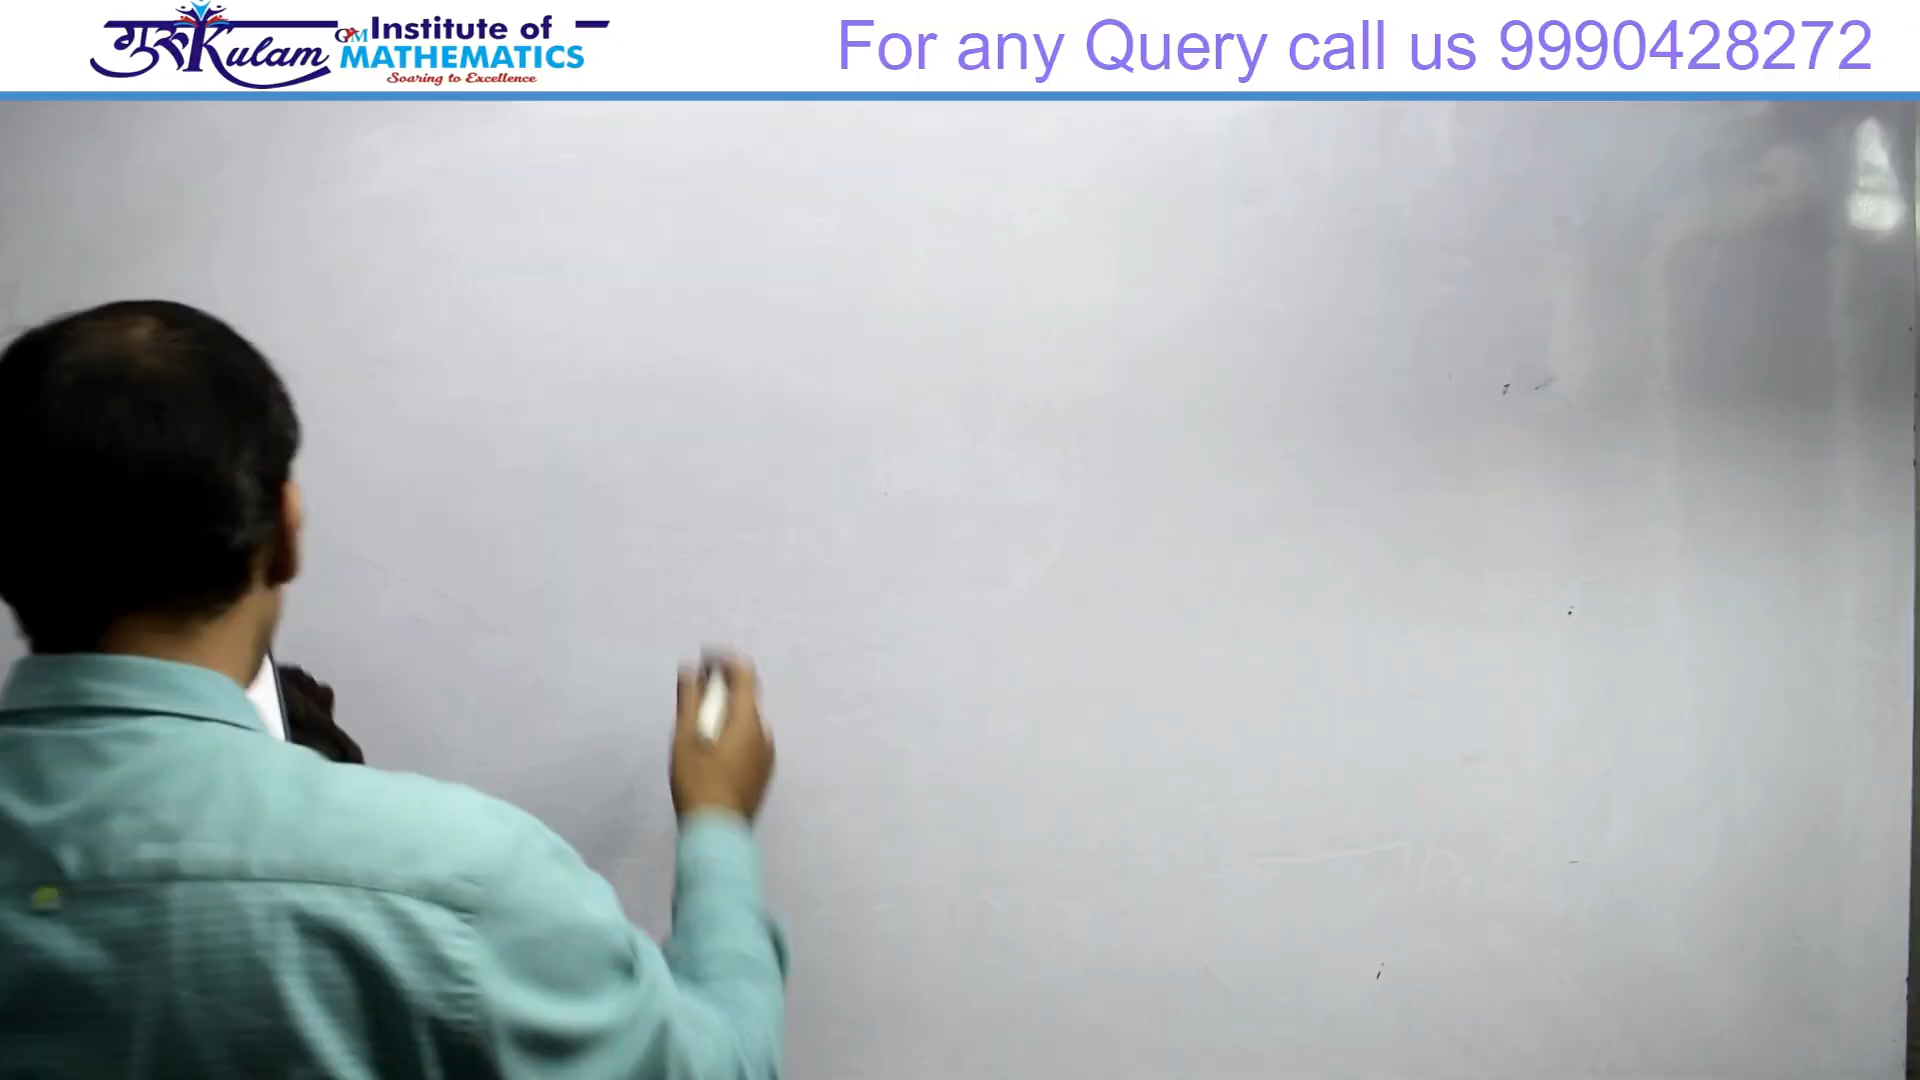 गुरुKulam GM Institute of
MATHEMATICS
Soaring to Excellence
For any Query call us 9990428272